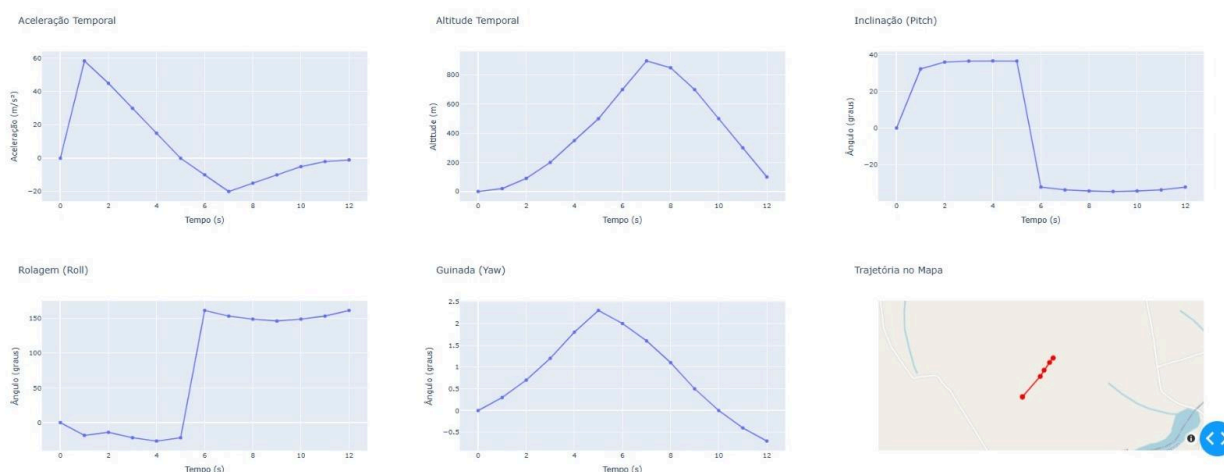 Aceleração Temporal
Altitude Temporal
Inclinação (Pitch)
60
40
20
0
−20
Aceleração (m/s²)
0 2 4 6 8 10 12
Tempo (s)
800
600
400
200
0
Altitude (m)
0 2 4 6 8 10 12
Tempo (s)
40
20
0
−20
Ângulo (graus)
0 2 4 6 8 10 12
Tempo (s)
Rolagem (Roll)
Guinada (Yaw)
Trajetória no Mapa
150
100
50
0
Ângulo (graus)
0 2 4 6 8 10 12
Tempo (s)
2.5
2
1.5
1
0.5
0
−0.5
Ângulo (graus)
0 2 4 6 8 10 12
Tempo (s)